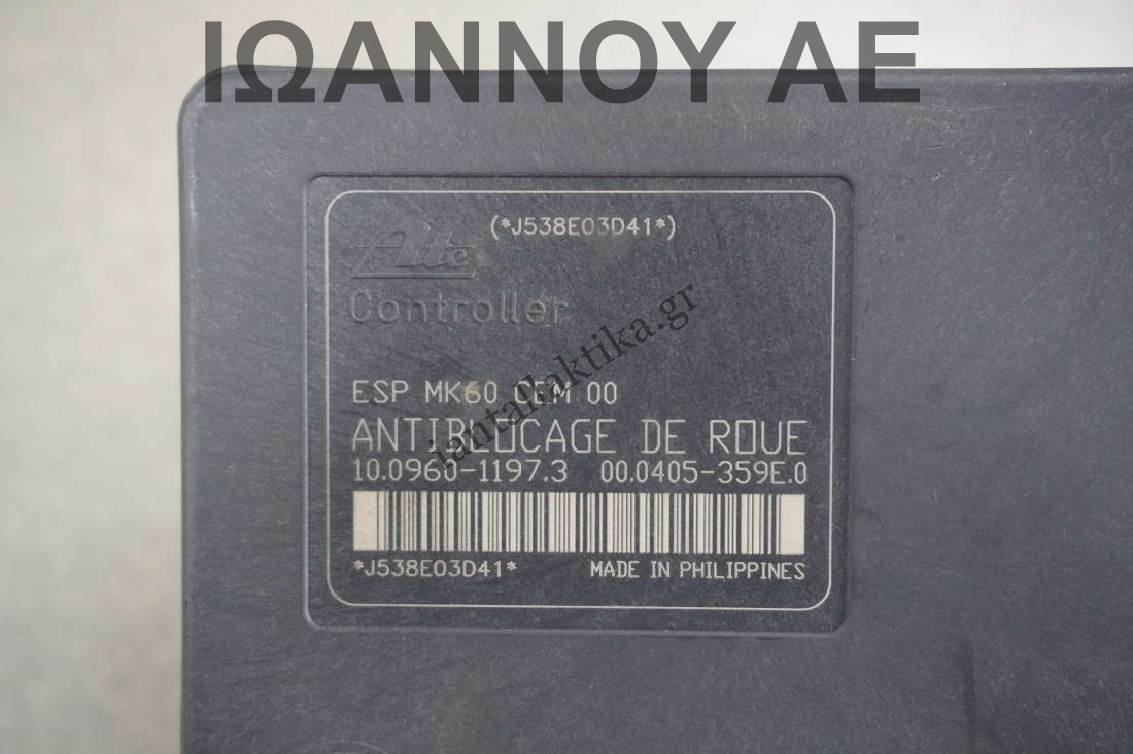 ΙΩΑΝΝΟΥ ΑΕ
(*J538E03D41*)
Ate
Controller
iantallaktika.gr
ESP MK60 CEM 00
ANTIBLOCAGE DE ROUE
10.0960-1197.3 00.0405-359E.0
*J538E03D41* MADE IN PHILIPPINES